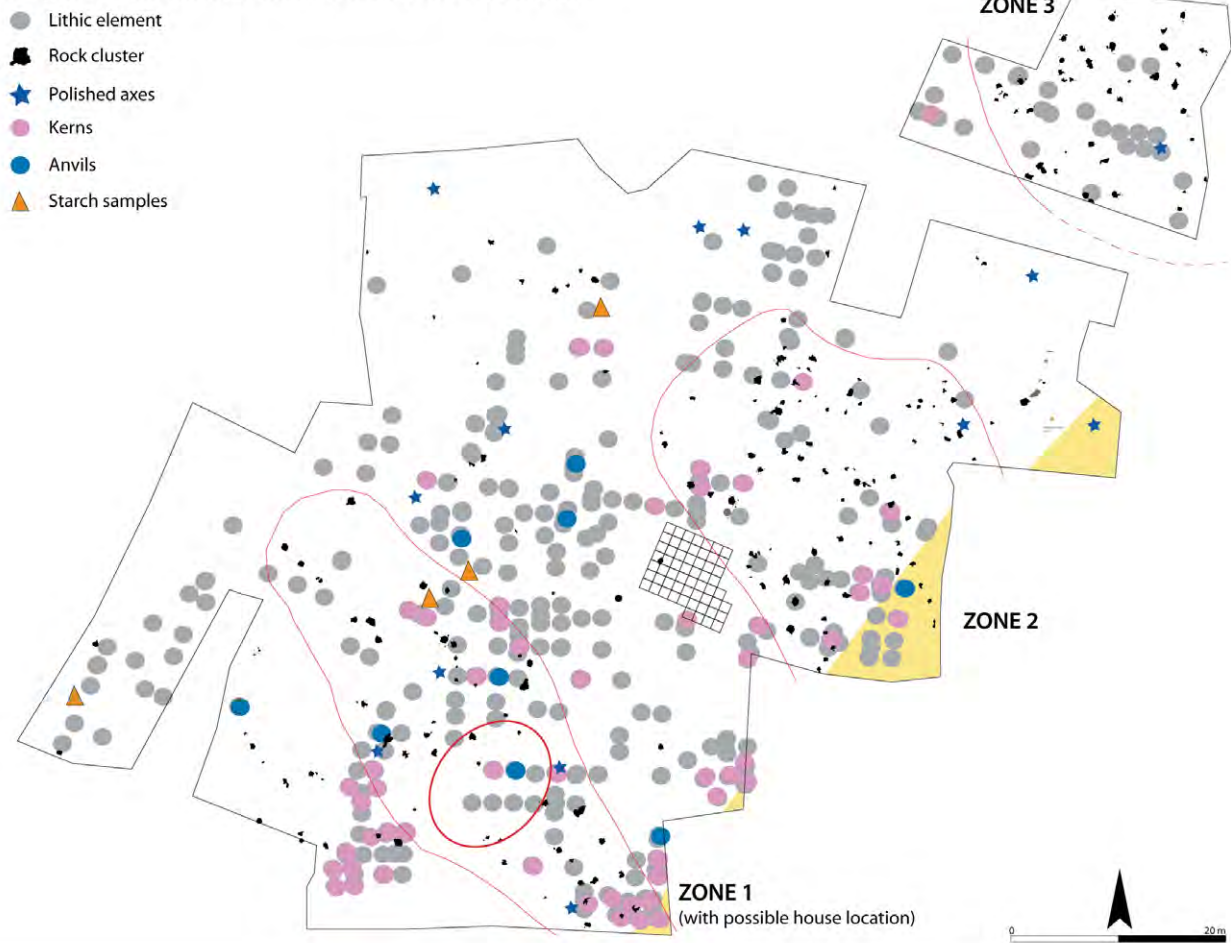 ZONE 3
Lithic element
Rock cluster
Polished axes
Kerns
Anvils
Starch samples
ZONE 2
ZONE 1
(with possible house location)
0 20 m